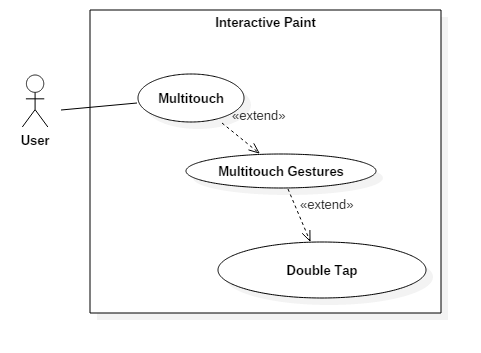 Interactive Paint
Multitouch
«extend»
User
Multitouch Gestures
«extend»
Double Tap